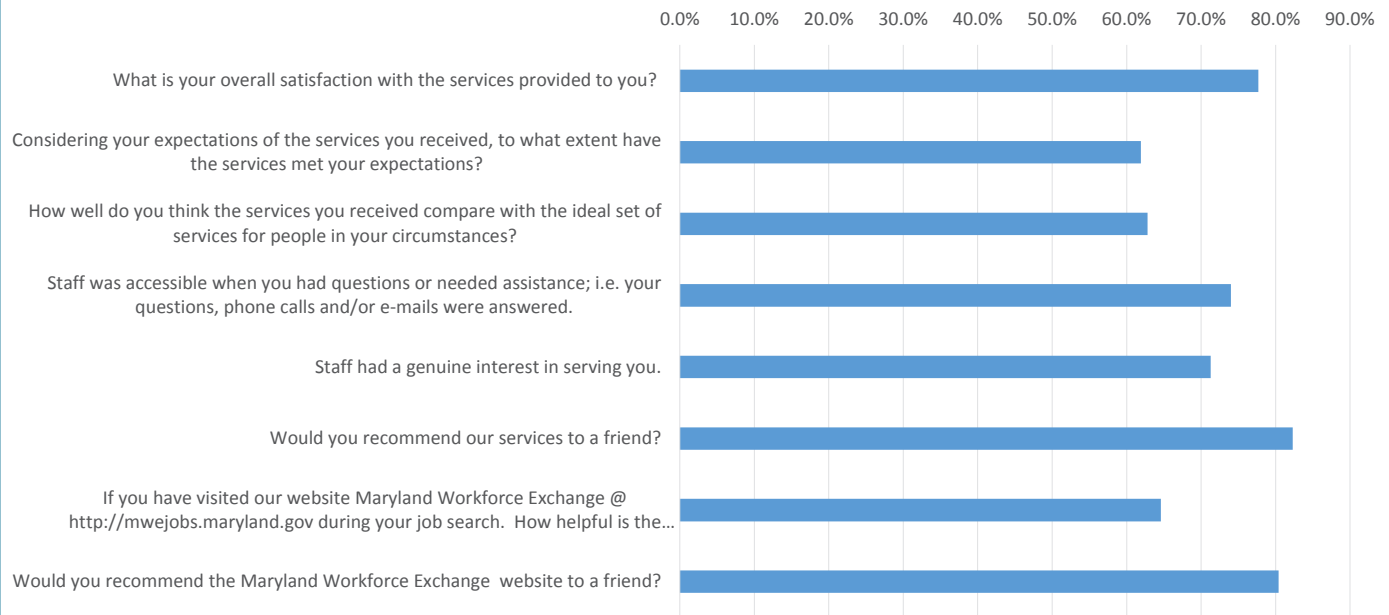 0.0% 10.0% 20.0% 30.0% 40.0% 50.0% 60.0% 70.0% 80.0% 90.0%
What is your overall satisfaction with the services provided to you?
Considering your expectations of the services you received, to what extent have
the services met your expectations?
How well do you think the services you received compare with the ideal set of
services for people in your circumstances?
Staff was accessible when you had questions or needed assistance; i.e. your
questions, phone calls and/or e-mails were answered.
Staff had a genuine interest in serving you.
Would you recommend our services to a friend?
If you have visited our website Maryland Workforce Exchange @
http://mwejobs.maryland.gov during your job search.  How helpful is the…
Would you recommend the Maryland Workforce Exchange  website to a friend?